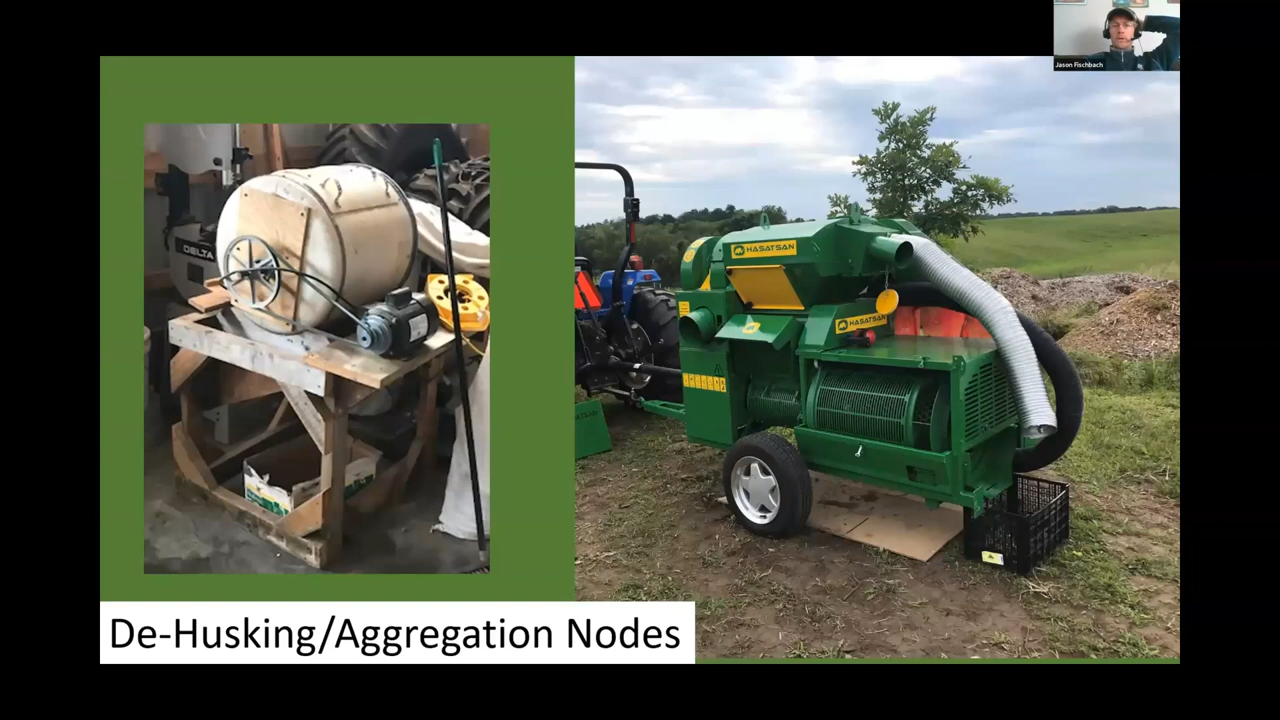 Jason Fischbach
HASATSAN
DELTA
HASATSAN
De-Husking/Aggregation Nodes